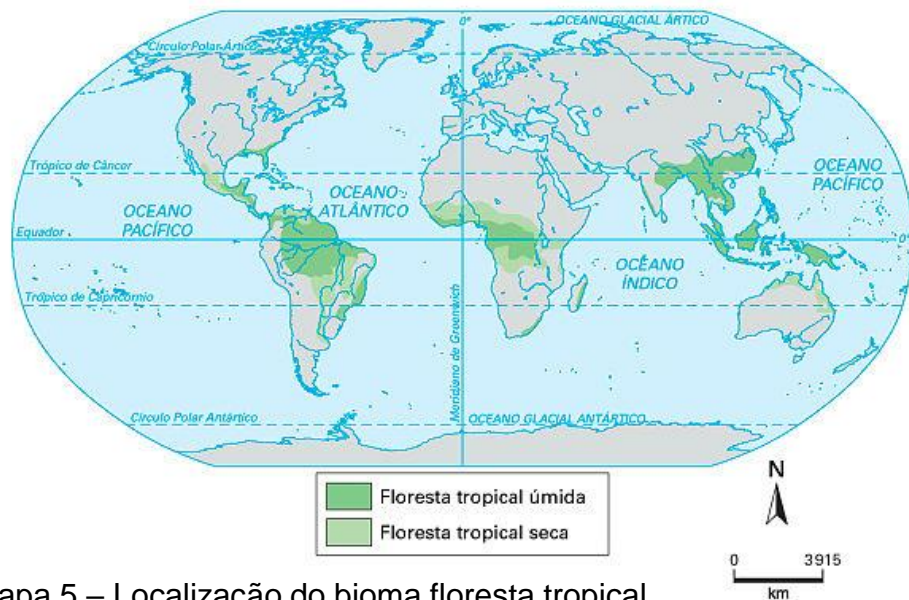 0°
OCEANO GLACIAL ÁRTICO
Círculo Polar Ártico
Trópico de Câncer
OCEANO
ATLÂNTICO
OCEANO
PACÍFICO
OCEANO
PACÍFICO
Equador
0°
OCEANO
ÍNDICO
Trópico de Capricórnio
Meridiano de Greenwich
Círculo Polar Antártico
OCEANO GLACIAL ANTÁRTICO
Floresta tropical úmida
Floresta tropical seca
N
0 3915
km
apa 5 – Localização do bioma floresta tropical